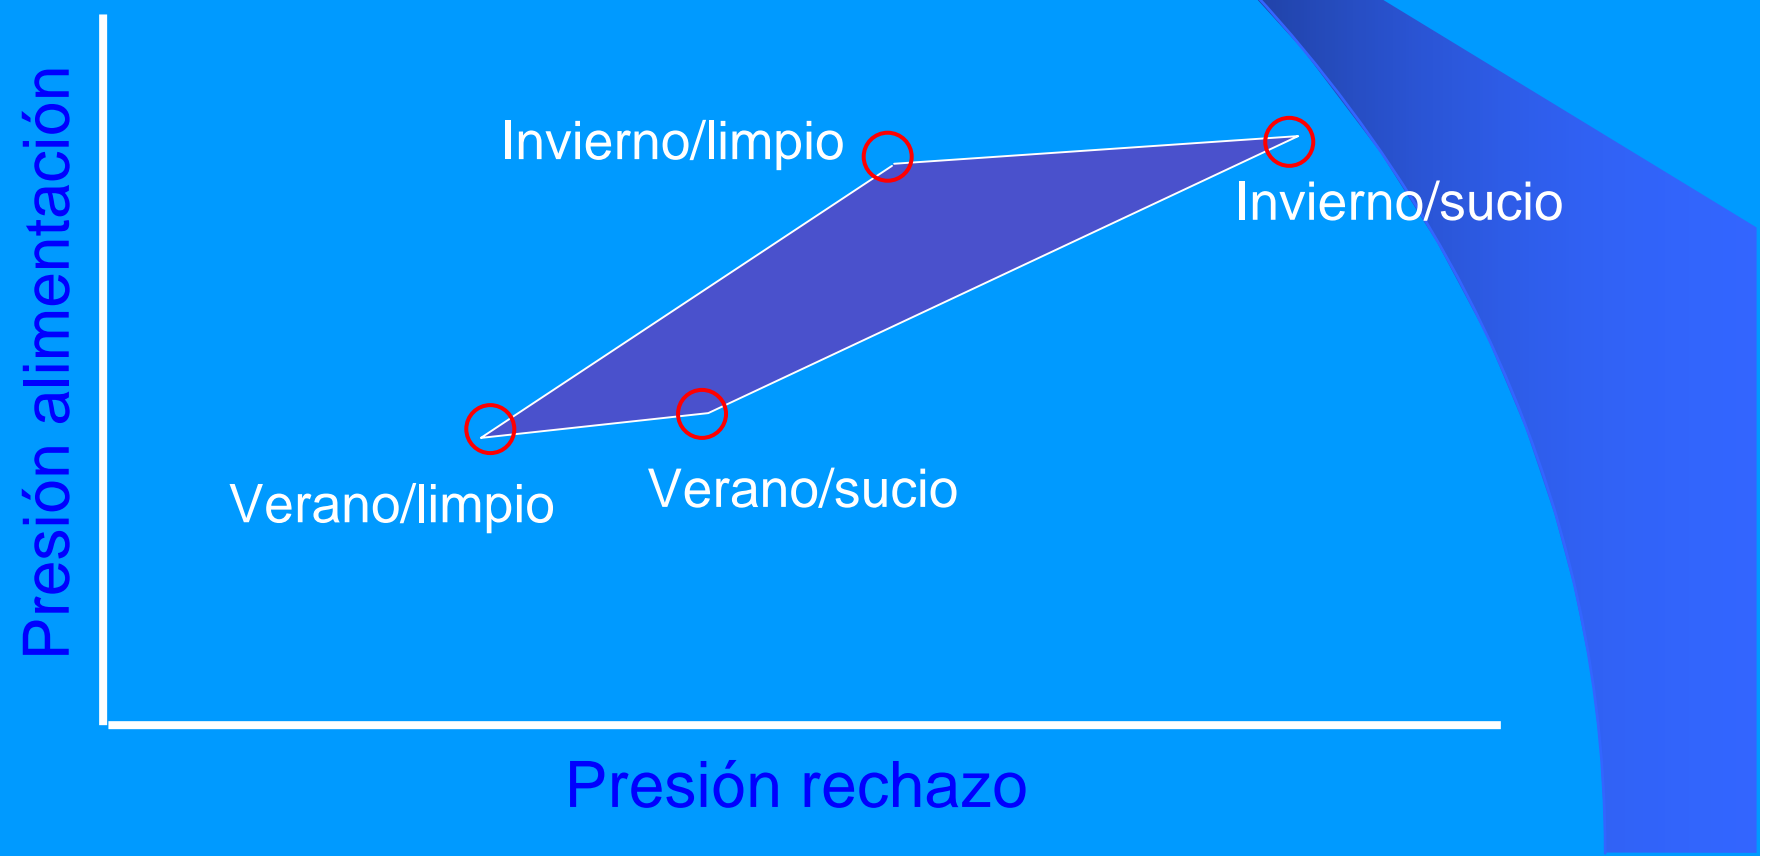 Presión alimentación
Invierno/limpio
Invierno/sucio
Verano/limpio
Verano/sucio
Presión rechazo